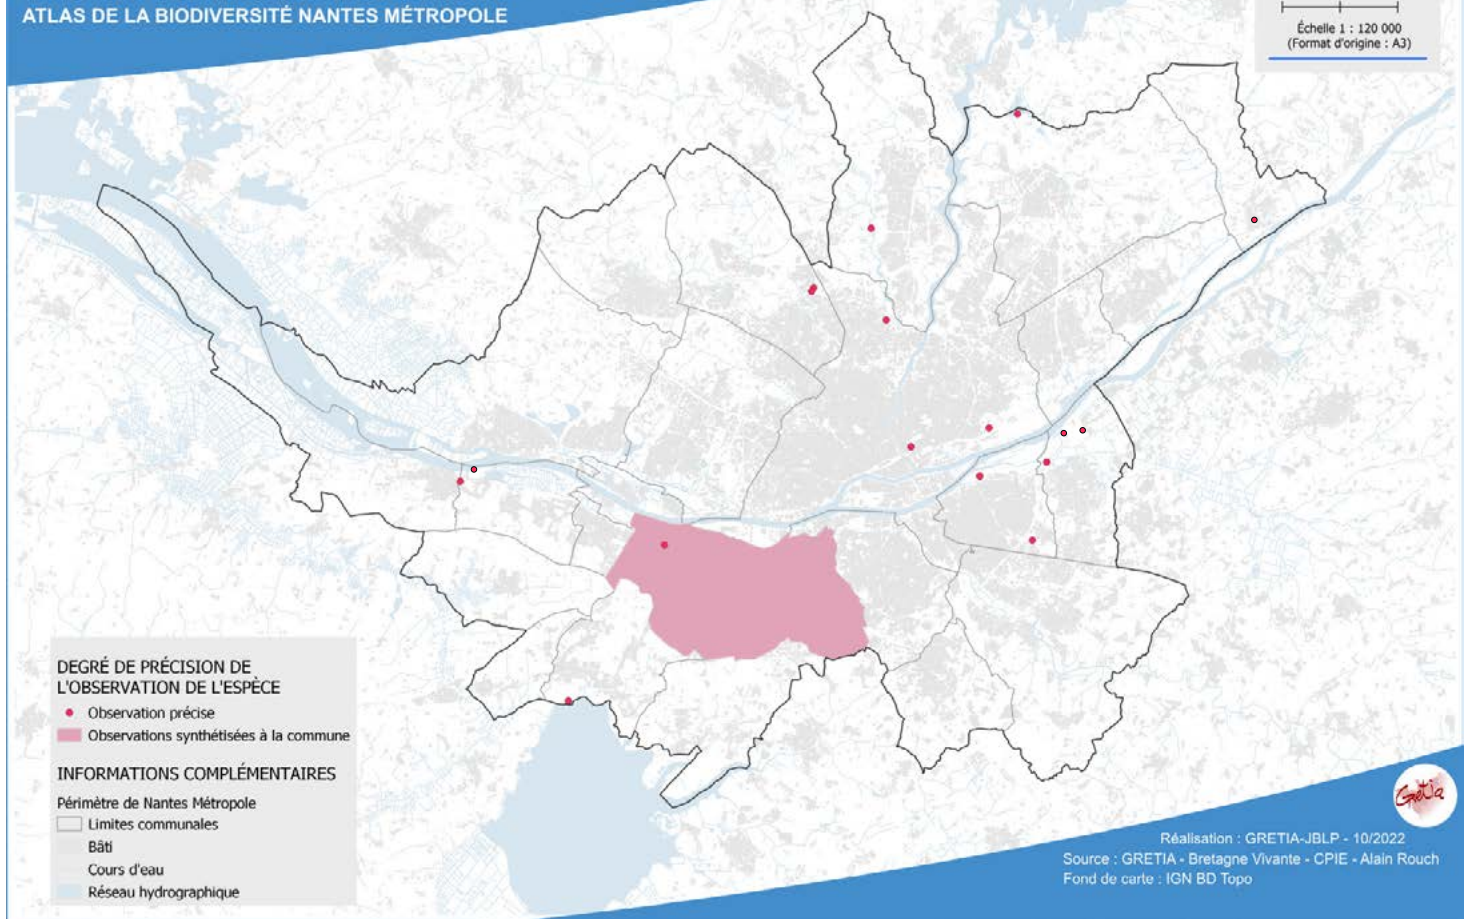 ATLAS DE LA BIODIVERSITÉ NANTES MÉTROPOLE
Échelle 1 : 120 000
(Format d'origine : A3)
DEGRÉ DE PRÉCISION DE
L'OBSERVATION DE L'ESPÈCE
Observation précise
Observations synthétisées à la commune
INFORMATIONS COMPLÉMENTAIRES
Périmètre de Nantes Métropole
Limites communales
Bâti
Cours d'eau
Réseau hydrographique
Gretia
Réalisation : GRETIA-JBLP - 10/2022
Source : GRETIA - Bretagne Vivante - CPIE - Alain Rouch
Fond de carte : IGN BD Topo